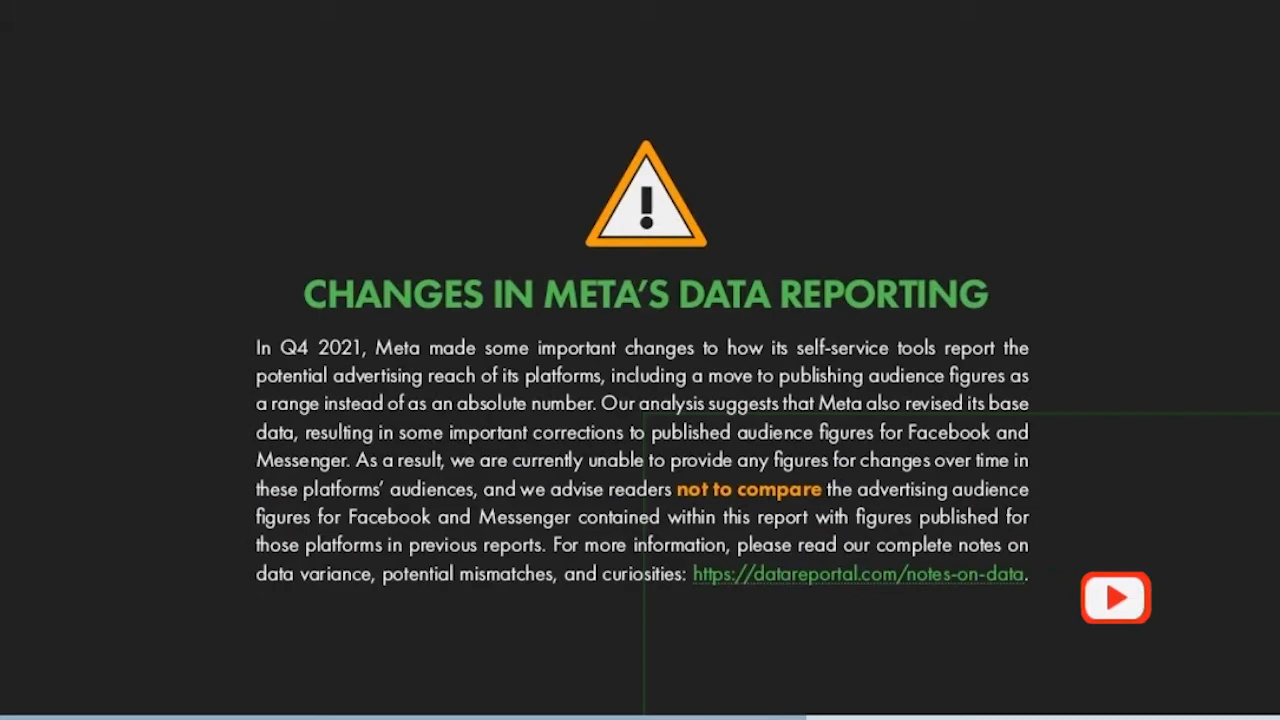 !
CHANGES IN META'S DATA REPORTING
In Q4 2021, Meta made some important changes to how its self-service tools report the
potential advertising reach of its platforms, including a move to publishing audience figures as
a range instead of as an absolute number. Our analysis suggests that Meta also revised its base
data, resulting in some important corrections to published audience figures for Facebook and
Messenger. As a result, we are currently unable to provide any figures for changes over time in
these platforms' audiences, and we advise readers not to compare the advertising audience
figures for Facebook and Messenger contained within this report with figures published for
those platforms in previous reports. For more information, please read our complete notes on
data variance, potential mismatches, and curiosities: https://datareportal.com/notes-on-data.